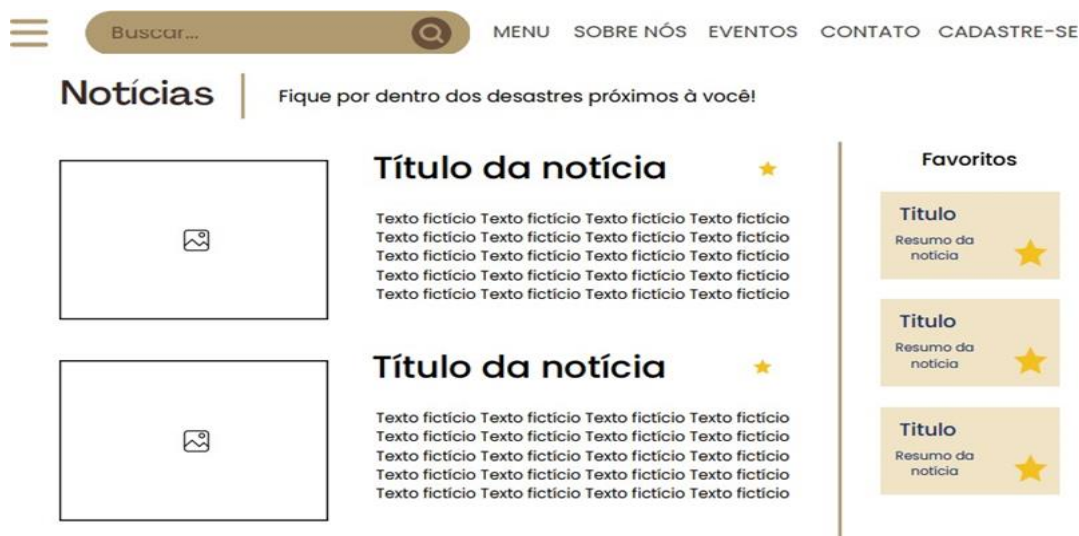 Buscar...
MENU SOBRE NÓS EVENTOS CONTATO CADASTRE-SE
Notícias
Fique por dentro dos desastres próximos à você!
Título da notícia
Texto fictício Texto fictício Texto fictício Texto fictício
Texto fictício Texto fictício Texto fictício Texto fictício
Texto fictício Texto fictício Texto fictício Texto fictício
Texto fictício Texto fictício Texto fictício Texto fictício
Texto fictício Texto fictício Texto fictício Texto fictício
Título da notícia
Texto fictício Texto fictício Texto fictício Texto fictício
Texto fictício Texto fictício Texto fictício Texto fictício
Texto fictício Texto fictício Texto fictício Texto fictício
Texto fictício Texto fictício Texto fictício Texto fictício
Texto fictício Texto fictício Texto fictício Texto fictício
Favoritos
Titulo
Resumo da
notícia
Titulo
Resumo da
notícia
Titulo
Resumo da
notícia